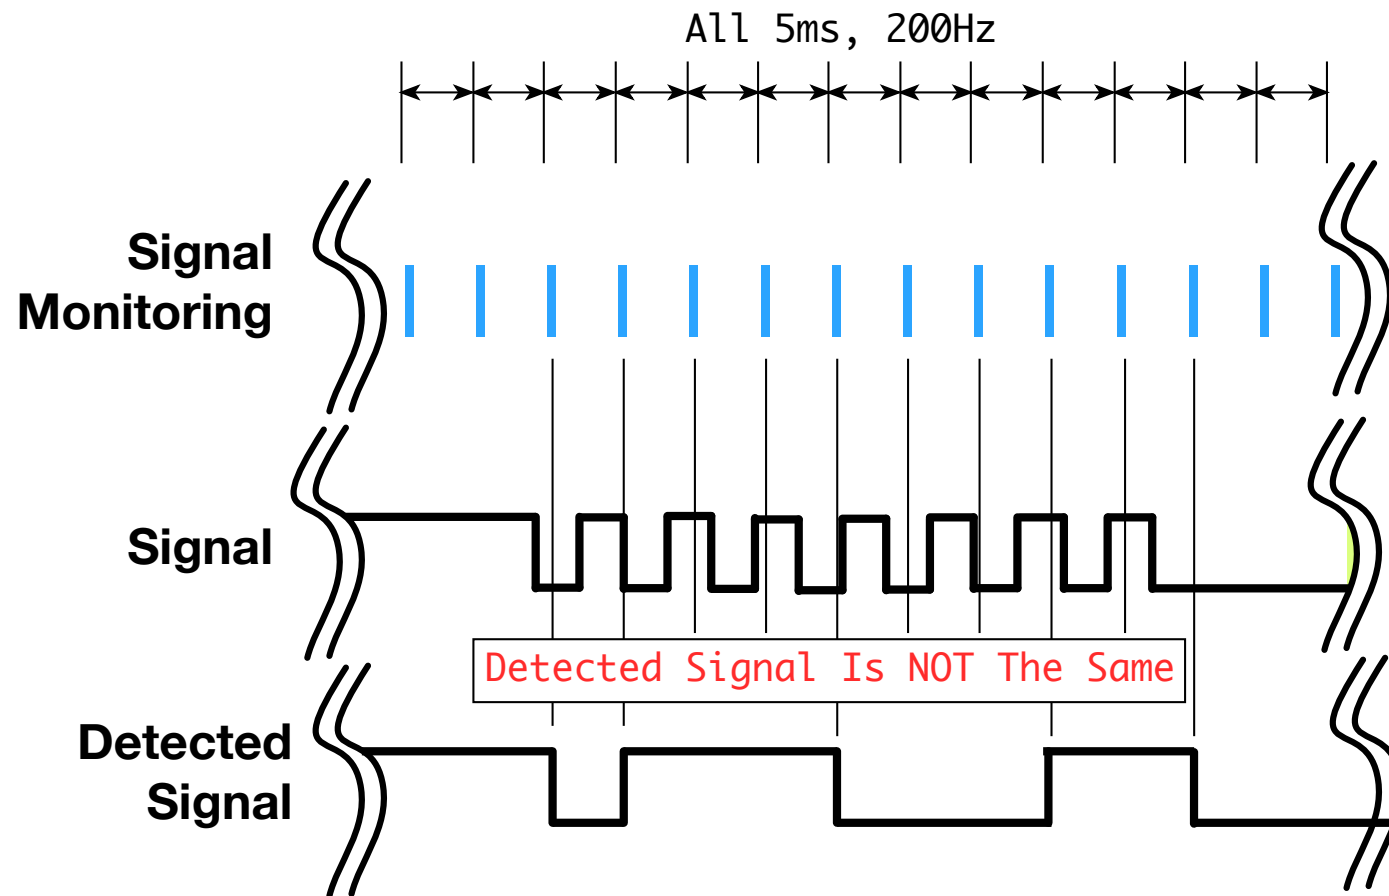 All 5ms, 200Hz
Signal
Monitoring
Signal
Detected Signal Is NOT The Same
Detected
Signal